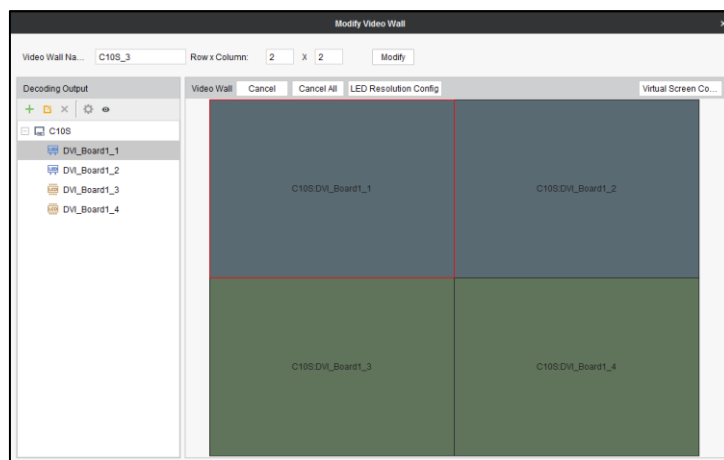 Modify Video Wall
Video Wall Na... C10S_3 Row x Column: 2 X 2 Modify
Decoding Output
Video Wall Cancel Cancel All LED Resolution Config Virtual Screen Co...
C10S
DVI_Board1_1
DVI_Board1_2
DVI_Board1_3
DVI_Board1_4
C10S:DVI_Board1_1
C10S:DVI_Board1_2
C10S:DVI_Board1_3
C10S:DVI_Board1_4